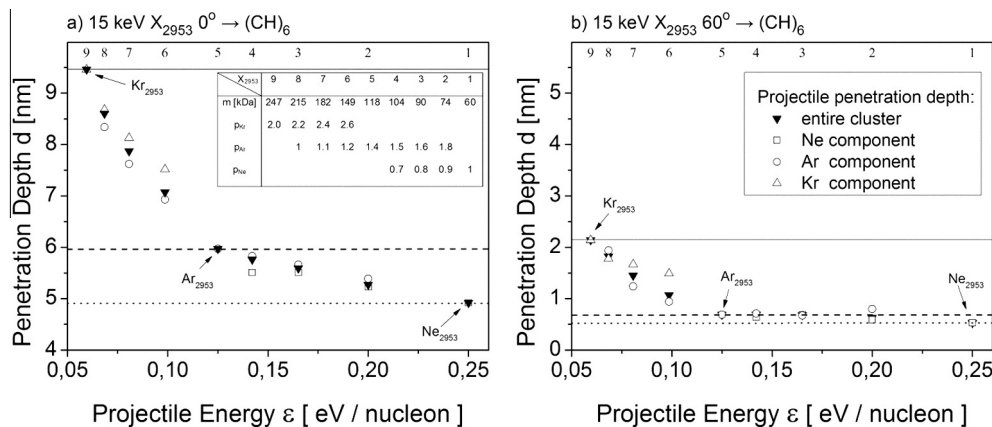 a) 15 keV X2953 0° → (CH)6
9 8 7 6 5 4 3 2 1
Penetration Depth d [nm]
9
8
7
6
5
4
Kr2953
X2953 9 8 7 6 5 4 3 2 1
m [kDa] 247 215 182 149 118 104 90 74 60
pKr 2.0 2.2 2.4 2.6
pAr 1 1.1 1.2 1.4 1.5 1.6 1.8
pNe 0.7 0.8 0.9 1
Ar2953
Ne2953
0,05 0,10 0,15 0,20 0,25
Projectile Energy ε [ eV / nucleon ]
b) 15 keV X2953 60° → (CH)6
9 8 7 6 5 4 3 2 1
Penetration Depth d [nm]
5
4
3
2
1
0
Projectile penetration depth:
entire cluster
Ne component
Ar component
Kr component
Kr2953
Ar2953
Ne2953
0,05 0,10 0,15 0,20 0,25
Projectile Energy ε [ eV / nucleon ]